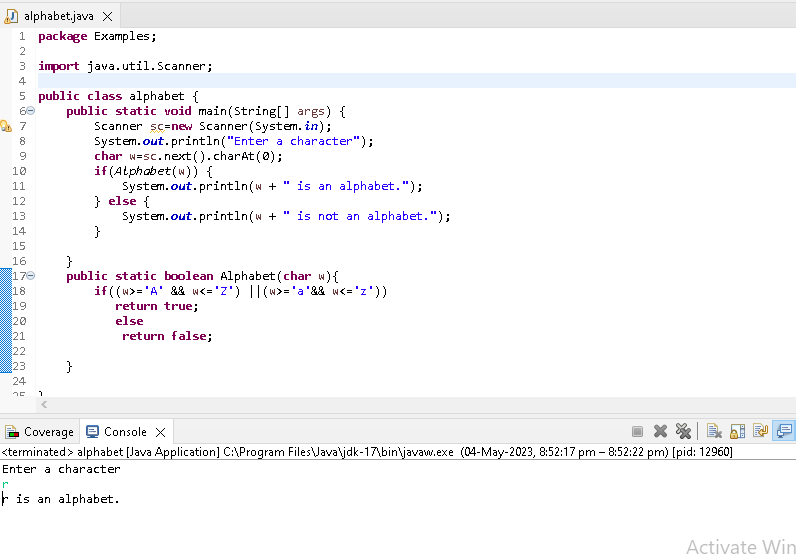 alphabet.java
1 package Examples;
2
3 import java.util.Scanner;
4
5 public class alphabet {
6 public static void main(String[] args) {
7 Scanner sc=new Scanner(System.in);
8 System.out.println("Enter a character");
9 char w=sc.next().charAt(0);
10 if(Alphabet(w)) {
11 System.out.println(w + " is an alphabet.");
12 } else {
13 System.out.println(w + " is not an alphabet.");
14 }
15
16 }
17 public static boolean Alphabet(char w){
18 if((w>='A' && w<='Z') ||(w>='a'&& w<='z'))
19 return true;
20 else
21 return false;
22
23 }
24
25 }
Coverage Console
<terminated> alphabet [Java Application] C:\Program Files\Java\jdk-17\bin\javaw.exe (04-May-2023, 8:52:17 pm – 8:52:22 pm) [pid: 12960]
Enter a character
r
r is an alphabet.
Activate Win